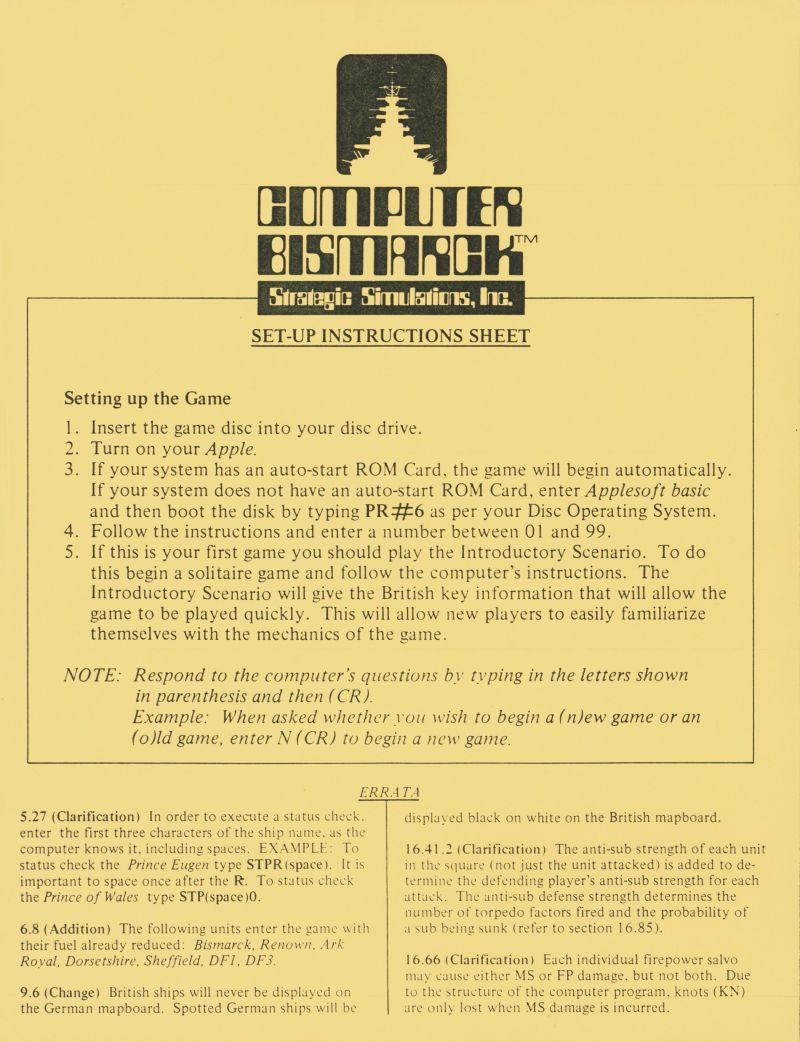 COMPUTER
BISMARCK™
Strategic Simulations, Inc.
SET-UP INSTRUCTIONS SHEET
Setting up the Game
1. Insert the game disc into your disc drive.
2. Turn on your Apple.
3. If your system has an auto-start ROM Card, the game will begin automatically.
If your system does not have an auto-start ROM Card, enter Applesoft basic
and then boot the disk by typing PR#6 as per your Disc Operating System.
4. Follow the instructions and enter a number between 01 and 99.
5. If this is your first game you should play the Introductory Scenario. To do
this begin a solitaire game and follow the computer's instructions. The
Introductory Scenario will give the British key information that will allow the
game to be played quickly. This will allow new players to easily familiarize
themselves with the mechanics of the game.
NOTE: Respond to the computer's questions by typing in the letters shown
in parenthesis and then (CR).
Example: When asked whether you wish to begin a (n)ew game or an
(o)ld game, enter N (CR) to begin a new game.
ERRATA
5.27 (Clarification) In order to execute a status check,
enter the first three characters of the ship name, as the
computer knows it, including spaces. EXAMPLE: To
status check the Prince Eugen type STPR(space). It is
important to space once after the R. To status check
the Prince of Wales type STP(space)O.
6.8 (Addition) The following units enter the game with
their fuel already reduced: Bismarck, Renown, Ark
Royal, Dorsetshire, Sheffield, DF1, DF3.
9.6 (Change) British ships will never be displayed on
the German mapboard. Spotted German ships will be
displayed black on white on the British mapboard.
16.41.2 (Clarification) The anti-sub strength of each unit
in the square (not just the unit attacked) is added to de-
termine the defending player's anti-sub strength for each
attack. The anti-sub defense strength determines the
number of torpedo factors fired and the probability of
a sub being sunk (refer to section 16.85).
16.66 (Clarification) Each individual firepower salvo
may cause either MS or FP damage, but not both. Due
to the structure of the computer program, knots (KN)
are only lost when MS damage is incurred.